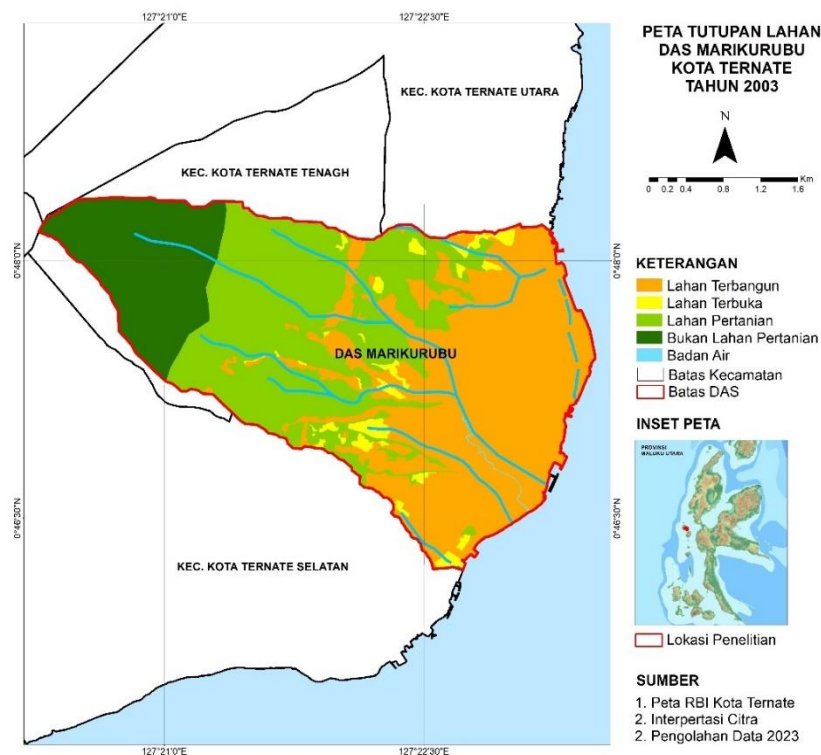 127°21'0"E
127°22'30"E
KEC. KOTA TERNATE UTARA
KEC. KOTA TERNATE TENAGH
DAS MARIKURUBU
KEC. KOTA TERNATE SELATAN
0°48'0"N
0°48'0"N
0°46'30"N
0°46'30"N
127°21'0"E
127°22'30"E
PETA TUTUPAN LAHAN
DAS MARIKURUBU
KOTA TERNATE
TAHUN 2003
N
Km
0 0.2 0.4 0.8 1.2 1.6
KETERANGAN
Lahan Terbangun
Lahan Terbuka
Lahan Pertanian
Bukan Lahan Pertanian
Badan Air
Batas Kecamatan
Batas DAS
INSET PETA
PROVINSI
MALUKU UTARA
Lokasi Penelitian
SUMBER
1. Peta RBI Kota Ternate
2. Interpertasi Citra
2. Pengolahan Data 2023